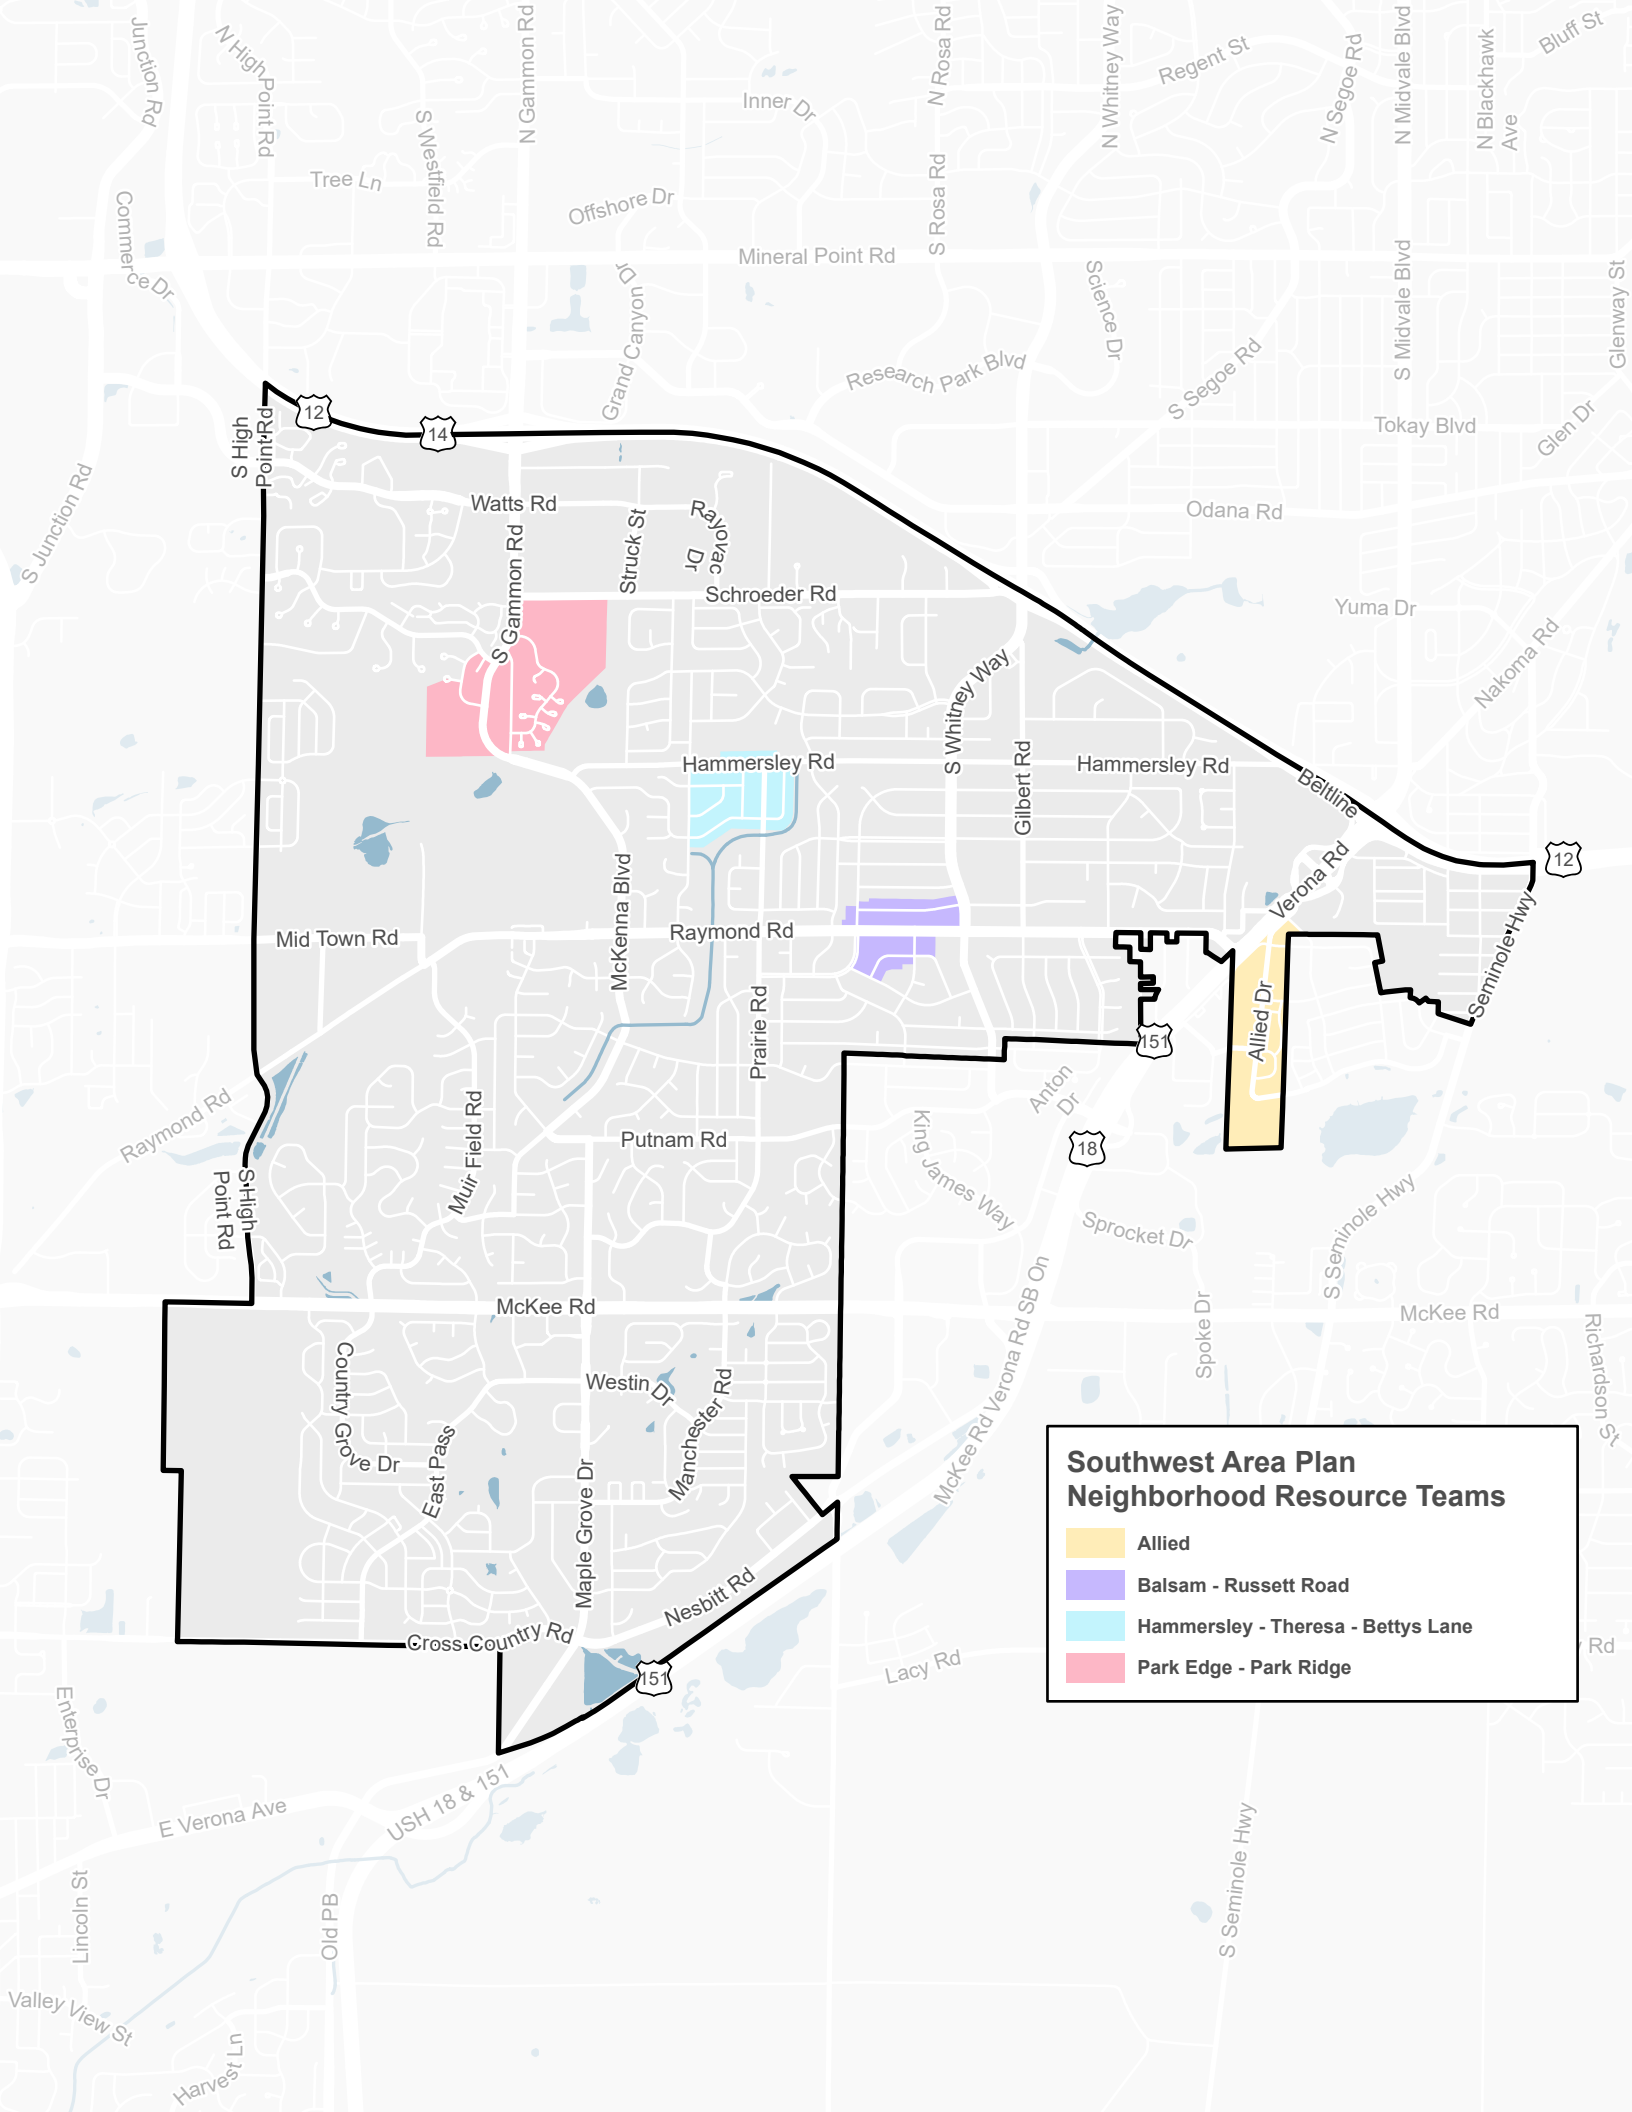 Junction Rd
N High Point Rd
S Westfield Rd
N Gammon Rd
Inner Dr
N Rosa Rd
N Whitney Way
Regent St
N Segoe Rd
N Midvale Blvd
N Blackhawk
Ave
Bluff St
Tree Ln
Commerce Dr
Offshore Dr
S Rosa Rd
Mineral Point Rd
Grand Canyon Dr
Science Dr
S Midvale Blvd
Glenway St
Research Park Blvd
S Segoe Rd
Tokay Blvd
Glen Dr
S High
Point Rd
12
14
S Junction Rd
Watts Rd
Struck St
Rayovac
Dr
S Gammon Rd
Odana Rd
Schroeder Rd
Yuma Dr
Nakoma Rd
S Whitney Way
Hammersley Rd
Gilbert Rd
Hammersley Rd
Beltline
12
Verona Rd
McKenna Blvd
Mid Town Rd
Raymond Rd
Seminole Hwy
Allied Dr
Prairie Rd
151
Anton
Dr
Raymond Rd
Muir Field Rd
Putnam Rd
King James Way
18
S High
Point Rd
Sprocket Dr
S Seminole Hwy
McKee Rd
McKee Rd
Spoke Dr
Richardson St
McKee Rd Verona Rd SB On
Country Grove Dr
East Pass
Westin Dr
Manchester Rd
Maple Grove Dr
Nesbitt Rd
Cross Country Rd
151
Lacy Rd
Rd
Southwest Area Plan
Neighborhood Resource Teams
Allied
Balsam - Russett Road
Hammersley - Theresa - Bettys Lane
Park Edge - Park Ridge
Enterprise Dr
E Verona Ave
USH 18 & 151
Lincoln St
Old PB
S Seminole Hwy
Valley View St
Harvest Ln